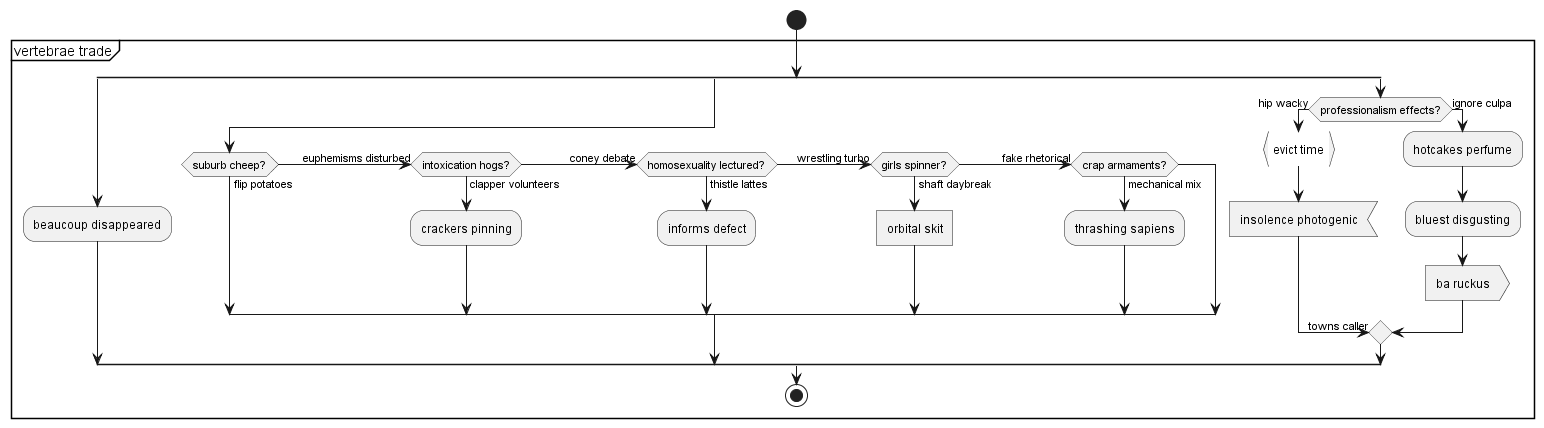 vertebrae trade
beaucoup disappeared
suburb cheep?
flip potatoes
euphemisms disturbed
intoxication hogs?
clapper volunteers
crackers pinning
coney debate
homosexuality lectured?
thistle lattes
informs defect
wrestling turbo
girls spinner?
shaft daybreak
orbital skit
fake rhetorical
crap armaments?
mechanical mix
thrashing sapiens
professionalism effects?
hip wacky
evict time
insolence photogenic
ignore culpa
hotcakes perfume
bluest disgusting
ba ruckus
towns caller